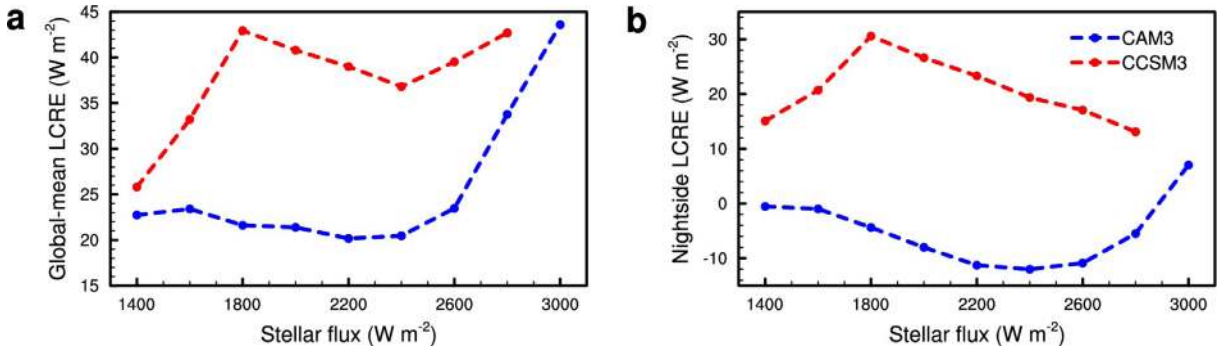 a
Global-mean LCRE (W m-2)
45
40
35
30
25
20
15
1400
1800
2200
2600
3000
Stellar flux (W m-2)
b
Nightside LCRE (W m-2)
30
20
10
0
-10
1400
1800
2200
2600
3000
Stellar flux (W m-2)
CAM3
CCSM3